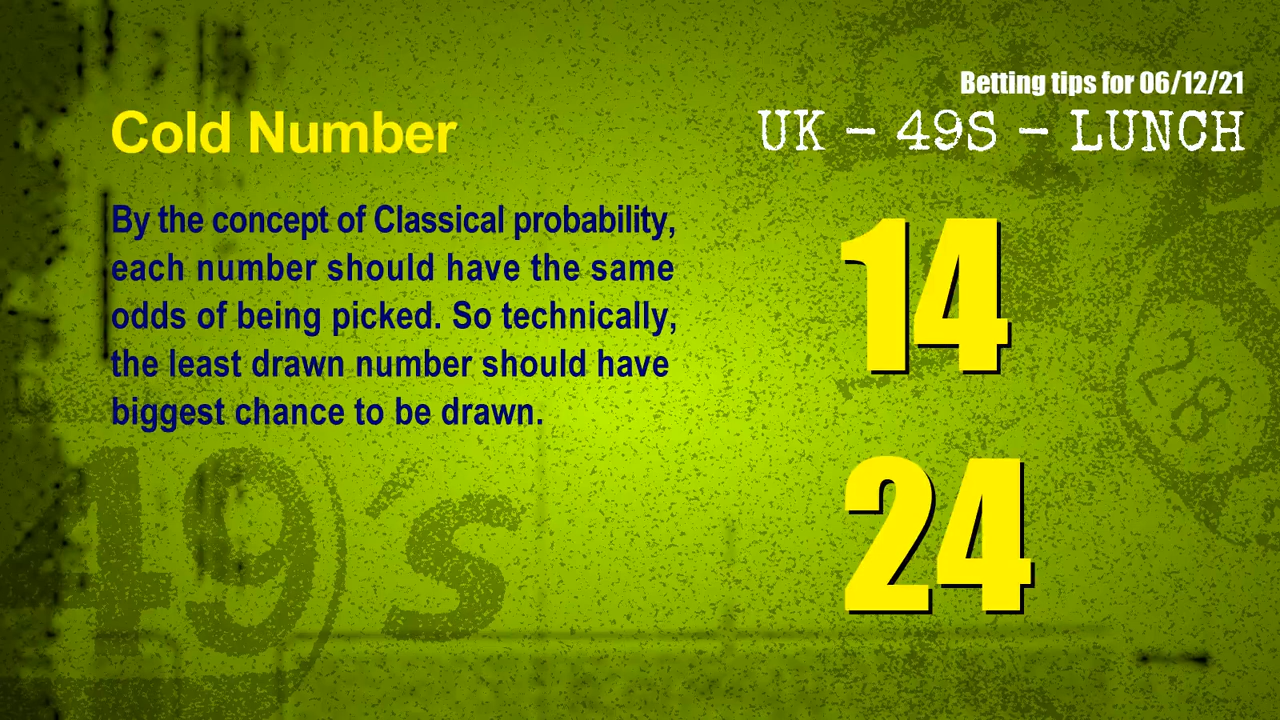 Betting tips for 06/12/21
UK - 49S - LUNCH
Cold Number
By the concept of Classical probability,
each number should have the same
odds of being picked. So technically,
the least drawn number should have
biggest chance to be drawn.
14
24
28
49's